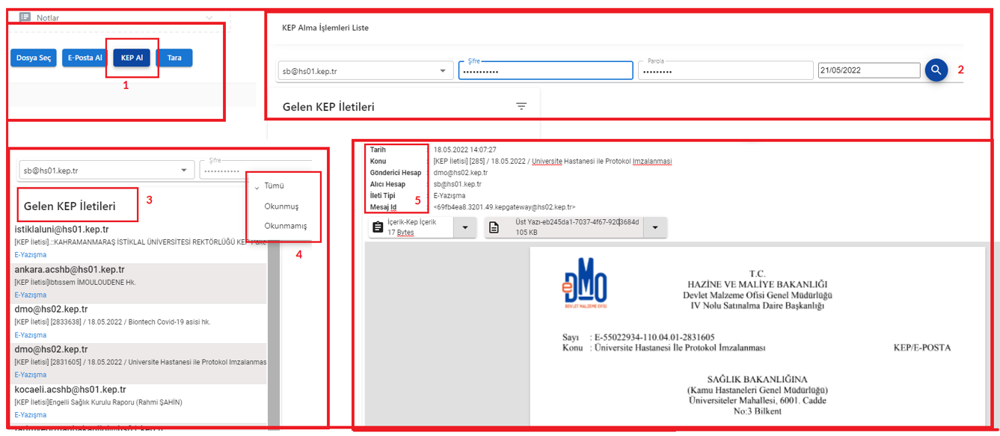 Notlar
Dosya Seç
E-Posta Al
KEP Al
Tara
1
KEP Alma İşlemleri Liste
sb@hs01.kep.tr
Şifre
•••••••••••
Parola
•••••••••
21/05/2022
2
Gelen KEP İletileri
sb@hs01.kep.tr
Şifre
•••••••••••
Tümü
Okunmuş
Okunmamış
4
Gelen KEP İletileri
3
istiklaluni@hs01.kep.tr
[KEP İletisi].::KAHRAMANMARAŞ İSTİKLAL ÜNİVERSİTESİ REKTÖRLÜĞÜ KEP Pake
E-Yazışma
ankara.acshb@hs01.kep.tr
[KEP İletisi]Ibtıssem İMOULOUDENE Hk.
E-Yazışma
dmo@hs02.kep.tr
[KEP İletisi] [2833638] / 18.05.2022 / Biontech Covid-19 asisi hk.
E-Yazışma
dmo@hs02.kep.tr
[KEP İletisi] [2831605] / 18.05.2022 / Universite Hastanesi ile Protokol Imzalanmas
E-Yazışma
kocaeli.acshb@hs01.kep.tr
[KEP İletisi]Engelli Sağlık Kurulu Raporu (Rahmi ŞAHİN)
E-Yazışma
Tarih : 18.05.2022 14:07:27
Konu : [KEP İletisi] [285] / 18.05.2022 / Universite Hastanesi ile Protokol Imzalanmasi
Gönderici Hesap : dmo@hs02.kep.tr
Alıcı Hesap : sb@hs01.kep.tr
İleti Tipi : E-Yazışma
Mesaj Id : <69fb4ea8.3201.49.kepgateway@hs02.kep.tr>
5
İçerik-Kep İçerik
17 Bytes
Üst Yazı-eb245da1-7037-4f67-9203684d
105 KB
eDMO
DEVLET MALZEME OFİSİ
T.C.
HAZİNE VE MALİYE BAKANLIĞI
Devlet Malzeme Ofisi Genel Müdürlüğü
IV Nolu Satınalma Daire Başkanlığı
Sayı : E-55022934-110.04.01-2831605
Konu : Üniversite Hastanesi İle Protokol İmzalanması
KEP/E-POSTA
SAĞLIK BAKANLIĞINA
(Kamu Hastaneleri Genel Müdürlüğü)
Üniversiteler Mahallesi, 6001. Cadde
No:3 Bilkent